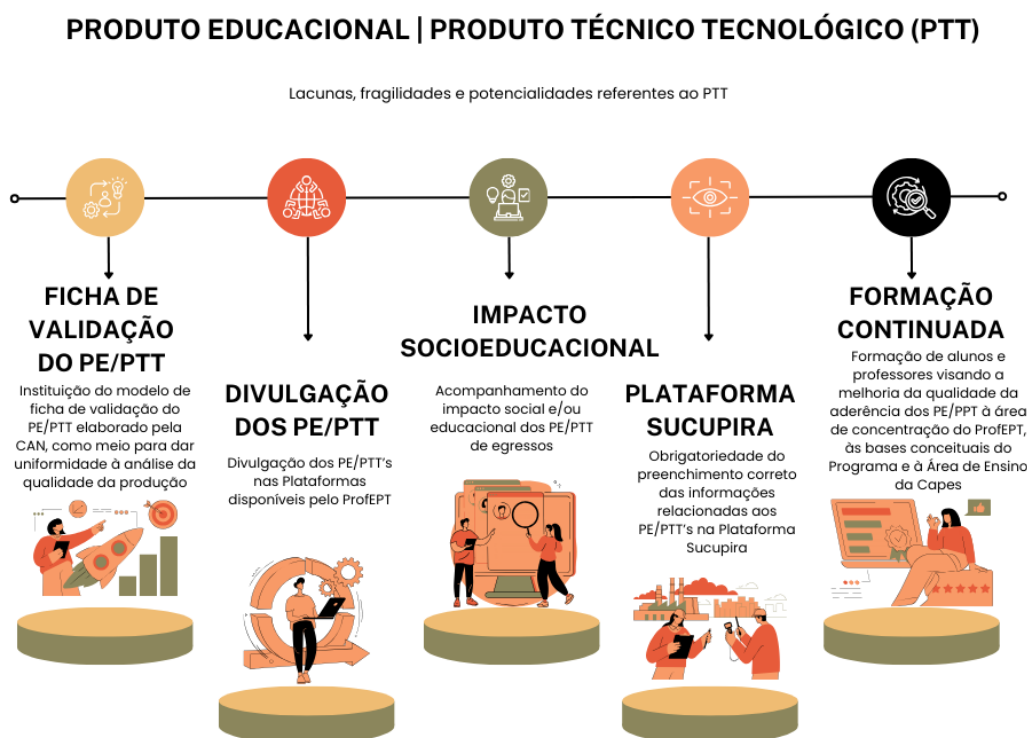 PRODUTO EDUCACIONAL | PRODUTO TÉCNICO TECNOLÓGICO (PTT)
Lacunas, fragilidades e potencialidades referentes ao PTT
FICHA DE
VALIDAÇÃO
DO PE/PTT
Instituição do modelo de
ficha de validação do
PE/PTT elaborado pela
CAN, como meio para dar
uniformidade à análise da
qualidade da produção
DIVULGAÇÃO
DOS PE/PTT
Divulgação dos PE/PTT's
nas Plataformas
disponíveis pelo ProfEPT
IMPACTO
SOCIOEDUCACIONAL
Acompanhamento do
impacto social e/ou
educacional dos PE/PTT
de egressos
PLATAFORMA
SUCUPIRA
Obrigatoriedade do
preenchimento correto
das informações
relacionadas aos
PE/PTT's na Plataforma
Sucupira
FORMAÇÃO
CONTINUADA
Formação de alunos e
professores visando a
melhoria da qualidade da
aderência dos PE/PPT à área
de concentração do ProfEPT,
às bases conceituais do
Programa e à Área de Ensino
da Capes